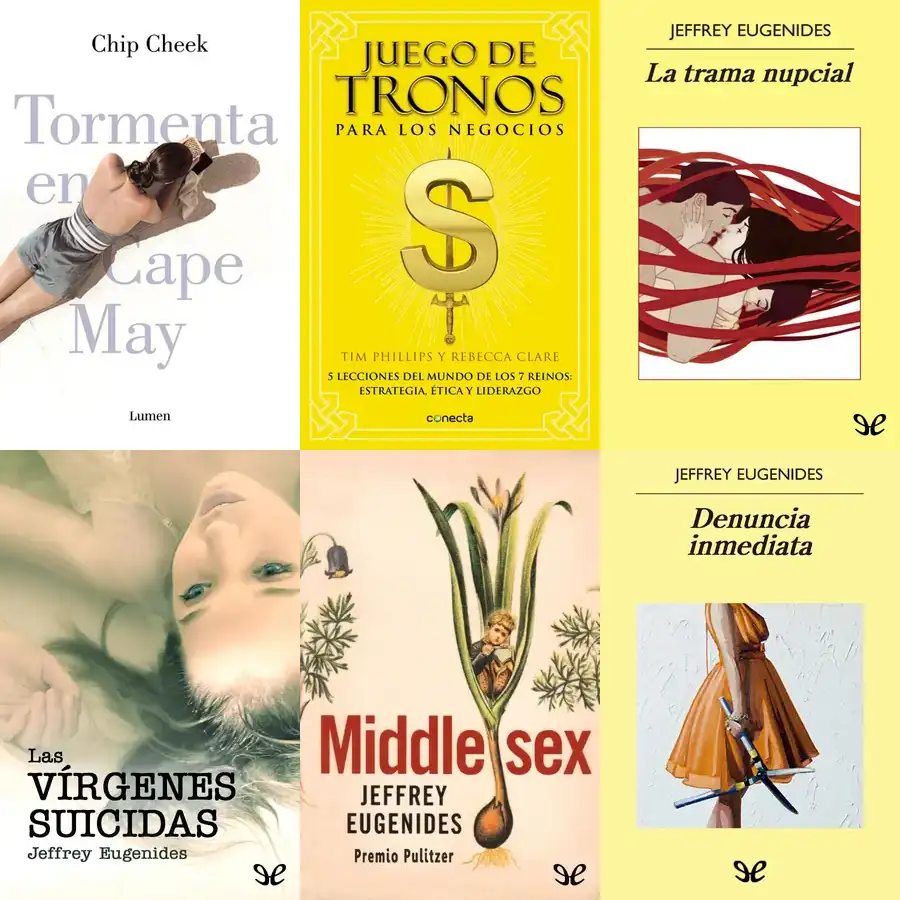 Chip Cheek
Tormenta
en
Cape
May
Lumen
JUEGO DE
TRONOS
PARA LOS NEGOCIOS
S
TIM PHILLIPS Y REBECCA CLARE
5 LECCIONES DEL MUNDO DE LOS 7 REINOS:
ESTRATEGIA, ÉTICA Y LIDERAZGO
conecta
JEFFREY EUGENIDES
La trama nupcial
Las
VÍRGENES
SUICIDAS
Jeffrey Eugenides
Middlesex
JEFFREY
EUGENIDES
Premio Pulitzer
JEFFREY EUGENIDES
Denuncia
inmediata